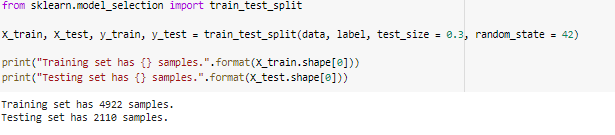 from sklearn.model_selection import train_test_split
X_train, X_test, y_train, y_test = train_test_split(data, label, test_size = 0.3, random_state = 42)
print("Training set has {} samples.".format(X_train.shape[0]))
print("Testing set has {} samples.".format(X_test.shape[0]))
Training set has 4922 samples.
Testing set has 2110 samples.